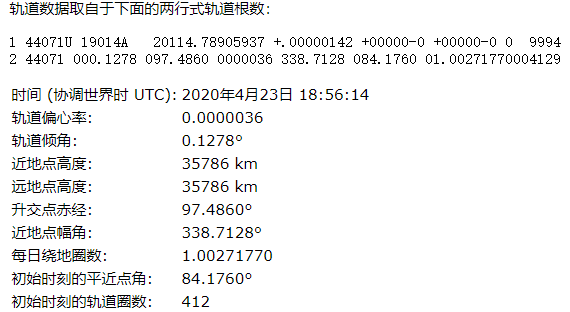 轨道数据取自于下面的两行式轨道根数:
1 44071U 19014A   20114.78905937 +.00000142 +00000-0 +00000-0 0  9994
2 44071 000.1278 097.4860 0000036 338.7128 084.1760 01.00271770004129
时间 (协调世界时 UTC): 2020年4月23日 18:56:14
轨道偏心率: 0.0000036
轨道倾角: 0.1278°
近地点高度: 35786 km
远地点高度: 35786 km
升交点赤经: 97.4860°
近地点幅角: 338.7128°
每日绕地圈数: 1.00271770
初始时刻的平近点角: 84.1760°
初始时刻的轨道圈数: 412